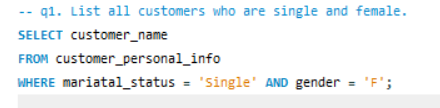 -- q1. List all customers who are single and female.
SELECT customer_name
FROM customer_personal_info
WHERE mariatal_status = 'Single' AND gender = 'F';